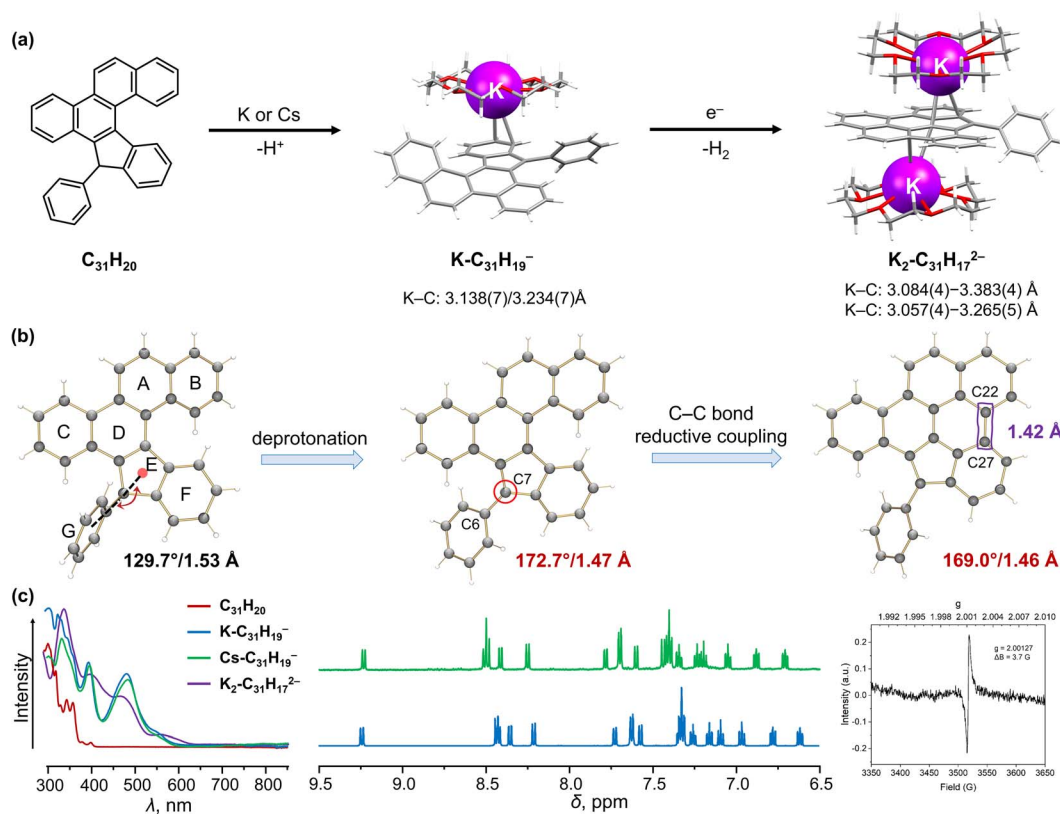 (a)
K or Cs
-H⁺
e⁻
-H₂
K
K
K
C₃₁H₂₀
K-C₃₁H₁₉⁻
K₂-C₃₁H₁₇²⁻
K–C: 3.138(7)/3.234(7)Å
K–C: 3.084(4)−3.383(4) Å
K–C: 3.057(4)−3.265(5) Å
(b)
A
B
C
D
E
F
G
129.7°/1.53 Å
deprotonation
C7
C6
172.7°/1.47 Å
C–C bond
reductive coupling
C22
1.42 Å
C27
169.0°/1.46 Å
(c)
Intensity
C₃₁H₂₀
K-C₃₁H₁₉⁻
Cs-C₃₁H₁₉⁻
K₂-C₃₁H₁₇²⁻
300 400 500 600 700 800
λ, nm
9.5 9.0 8.5 8.0 7.5 7.0 6.5
δ, ppm
g
1.992 1.995 1.998 2.001 2.004 2.007 2.010
g = 2.00127
ΔB = 3.7 G
Intensity (a.u.)
0.2
0.1
0.0
-0.1
-0.2
3350 3400 3450 3500 3550 3600 3650
Field (G)